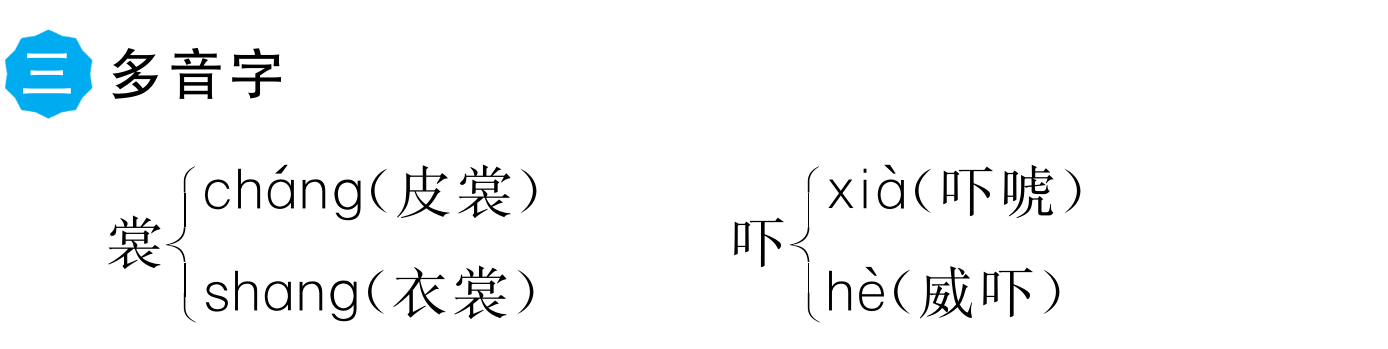 三 多音字
裳
cháng(皮裳)
shang(衣裳)
吓
xià(吓唬)
hè(威吓)